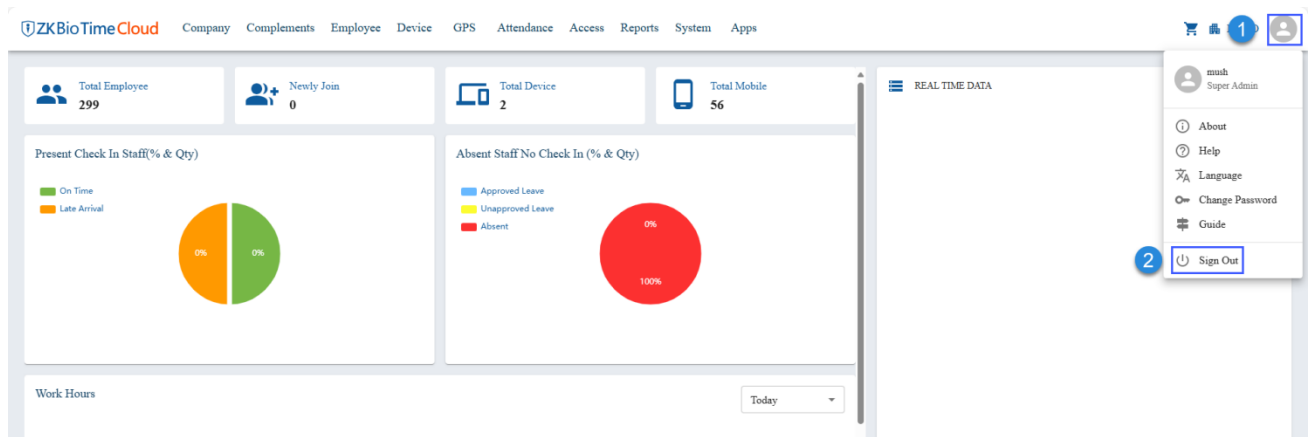 ZKBioTime Cloud Company Complements Employee Device GPS Attendance Access Reports System Apps 1
Total Employee
299
Newly Join
0
Total Device
2
Total Mobile
56
REAL TIME DATA
mush
Super Admin
About
Help
Language
Change Password
Guide
2 Sign Out
Present Check In Staff(% & Qty)
On Time
Late Arrival
0% 0%
Absent Staff No Check In (% & Qty)
Approved Leave
Unapproved Leave
Absent
0%
100%
Work Hours
Today